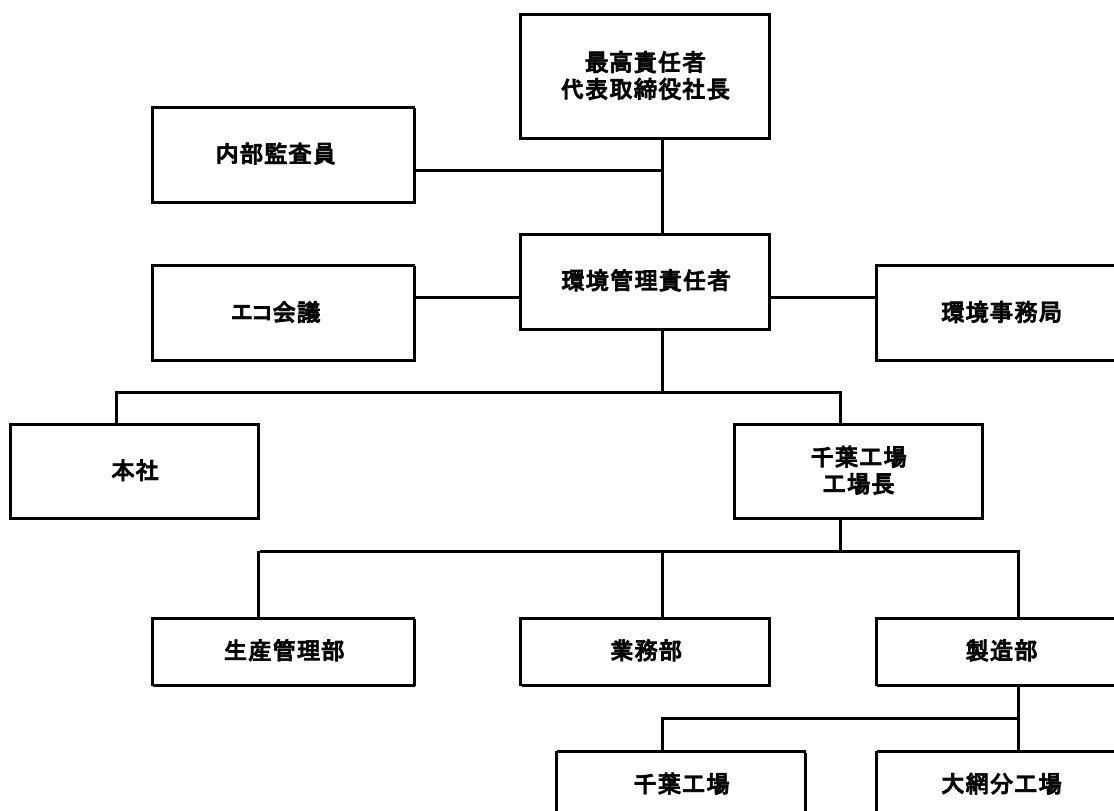 最高責任者
代表取締役社長
内部監査員
環境管理責任者
エコ会議
環境事務局
本社
千葉工場
工場長
生産管理部
業務部
製造部
千葉工場
大網分工場